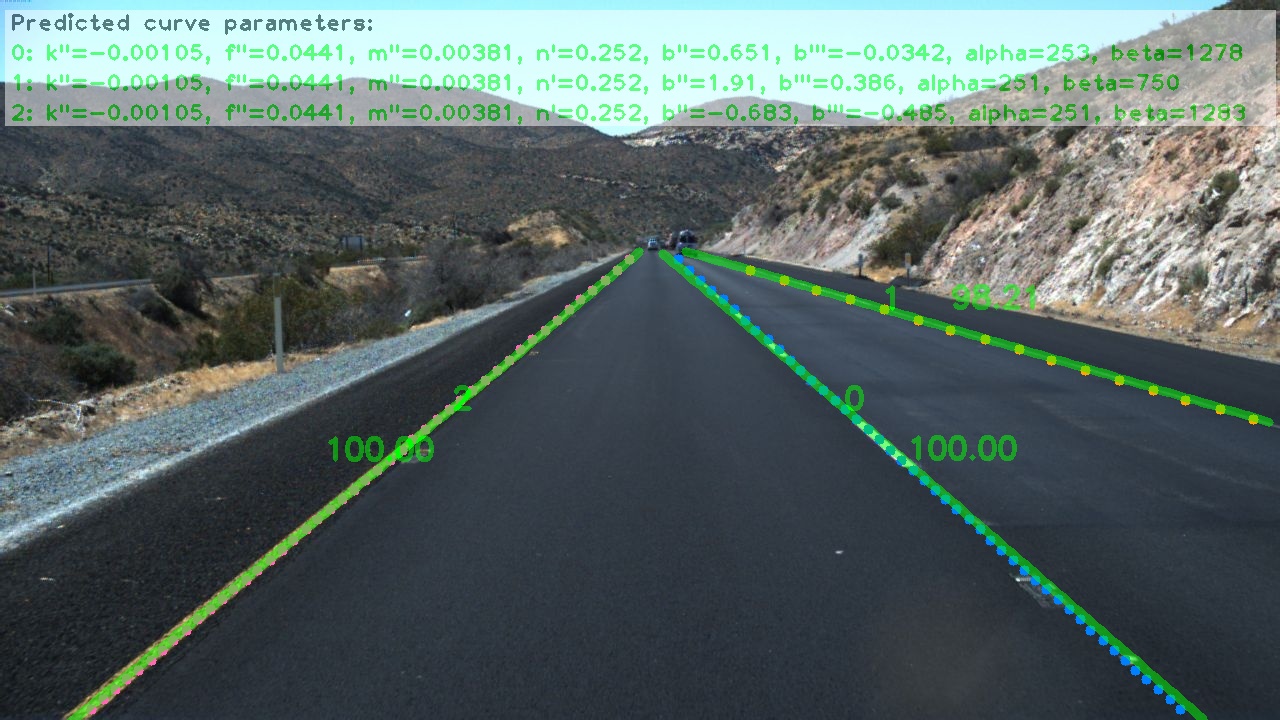 Predicted curve parameters:
0: k''=-0.00105, f''=0.0441, m''=0.00381, n'=0.252, b''=0.651, b'''=-0.0342, alpha=253, beta=1278
1: k''=-0.00105, f''=0.0441, m''=0.00381, n'=0.252, b''=1.91, b'''=0.386, alpha=251, beta=750
2: k''=-0.00105, f''=0.0441, m''=0.00381, n'=0.252, b''=-0.683, b'''=-0.485, alpha=251, beta=1283
1 98.21
2 0
100.00 100.00